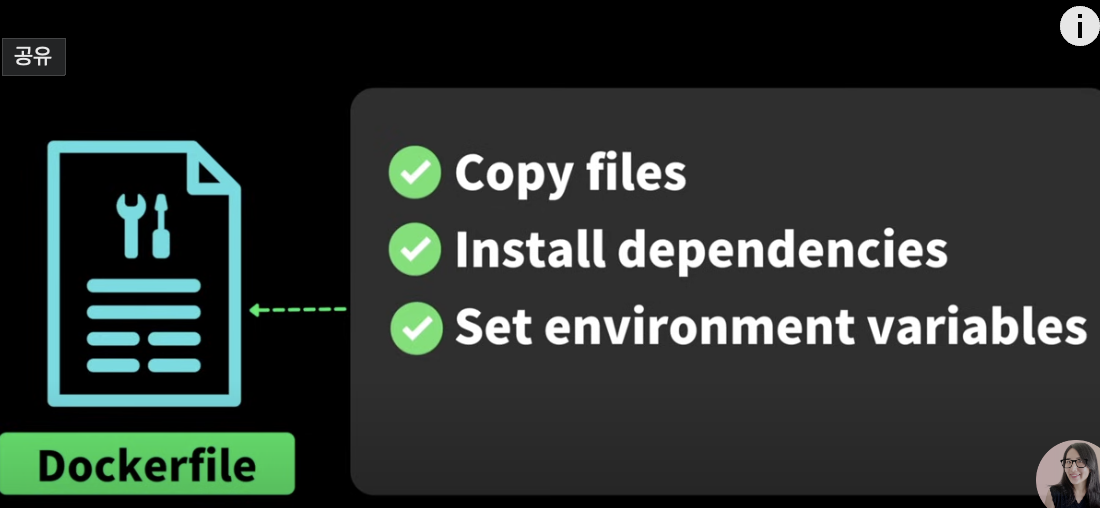 공유
Copy files
Install dependencies
Set environment variables
Dockerfile